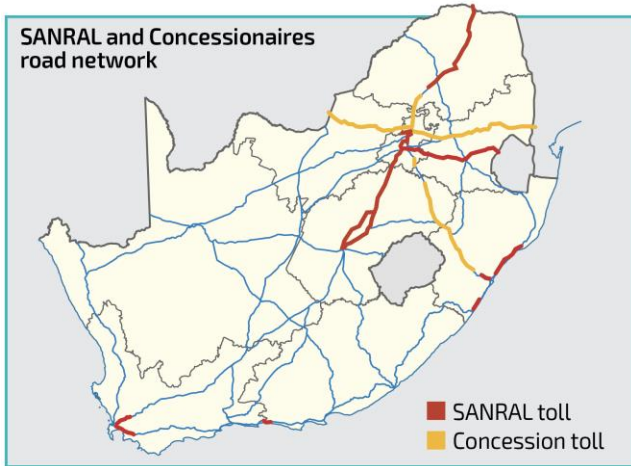 SANRAL and Concessionaires
road network
SANRAL toll
Concession toll